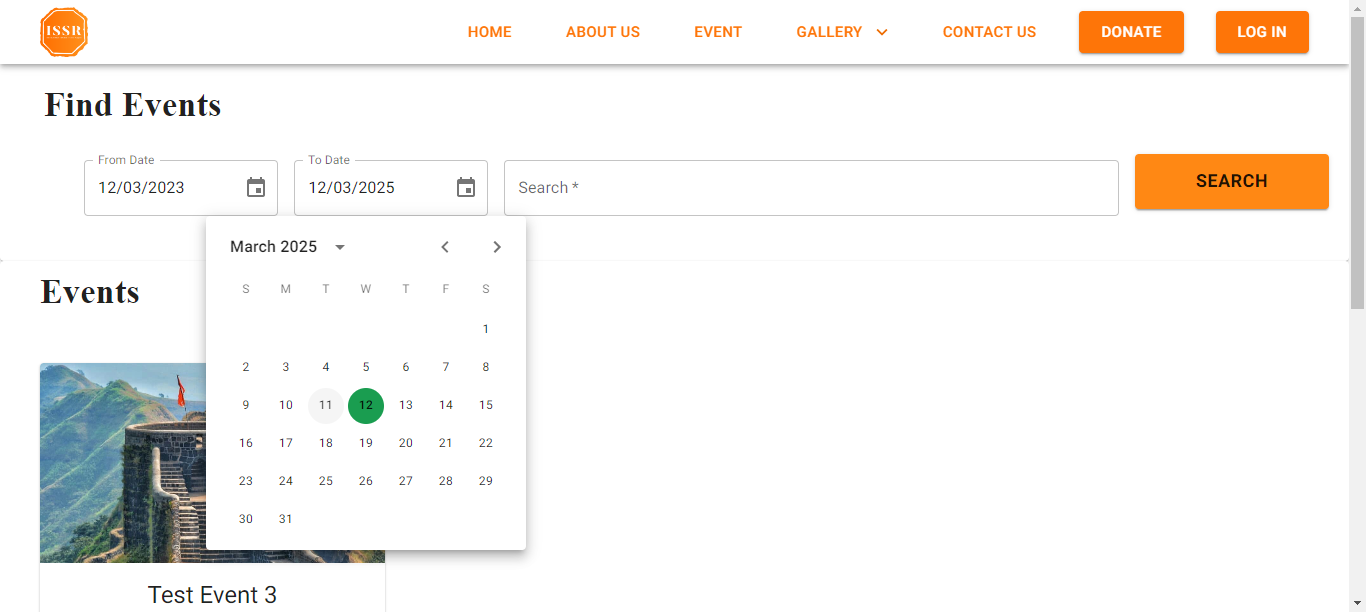 ISSR
HOME ABOUT US EVENT GALLERY CONTACT US DONATE LOG IN
Find Events
From Date To Date
12/03/2023 12/03/2025 Search * SEARCH
March 2025
S M T W T F S
1
2 3 4 5 6 7 8
9 10 11 12 13 14 15
16 17 18 19 20 21 22
23 24 25 26 27 28 29
30 31
Events
Test Event 3